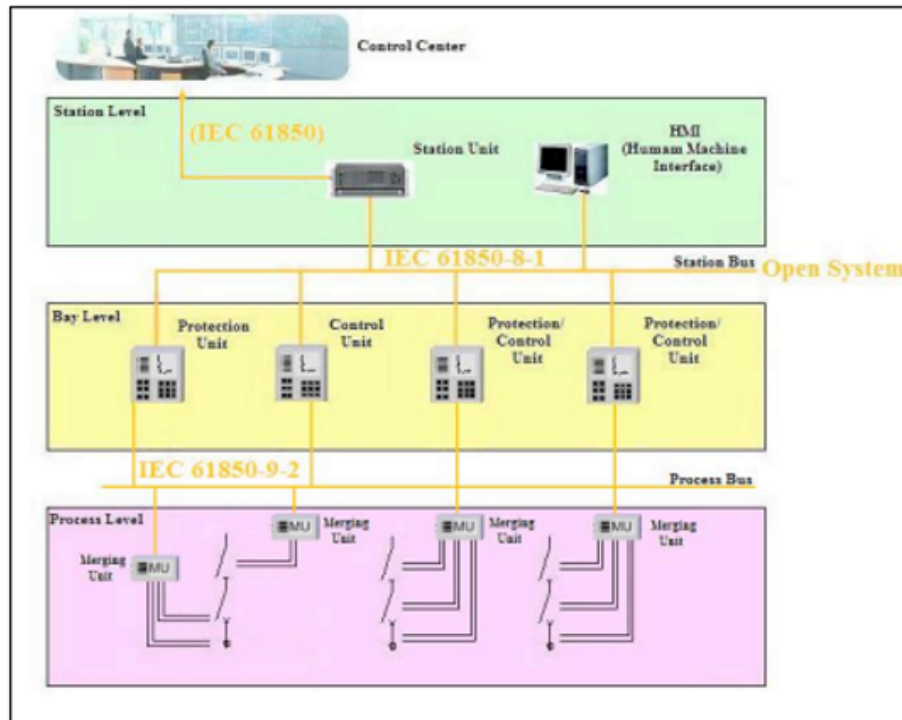 Control Center
Station Level
(IEC 61850)
Station Unit
HMI
(Humam Machine
Interface)
IEC 61850-8-1
Station Bus
Open System
Bay Level
Protection
Unit
Control
Unit
Protection/
Control
Unit
Protection/
Control
Unit
IEC 61850-9-2
Process Bus
Process Level
MU
Merging
Unit
MU
Merging
Unit
MU
Merging
Unit
Merging
Unit
MU